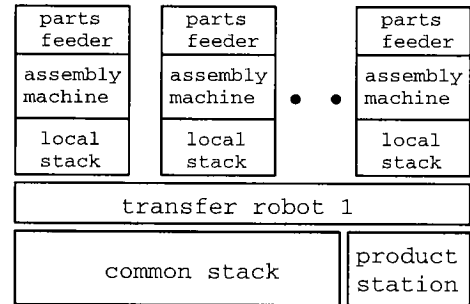 parts
feeder
assembly
machine
local
stack
parts
feeder
assembly
machine
local
stack
parts
feeder
assembly
machine
local
stack
transfer robot 1
common stack
product
station